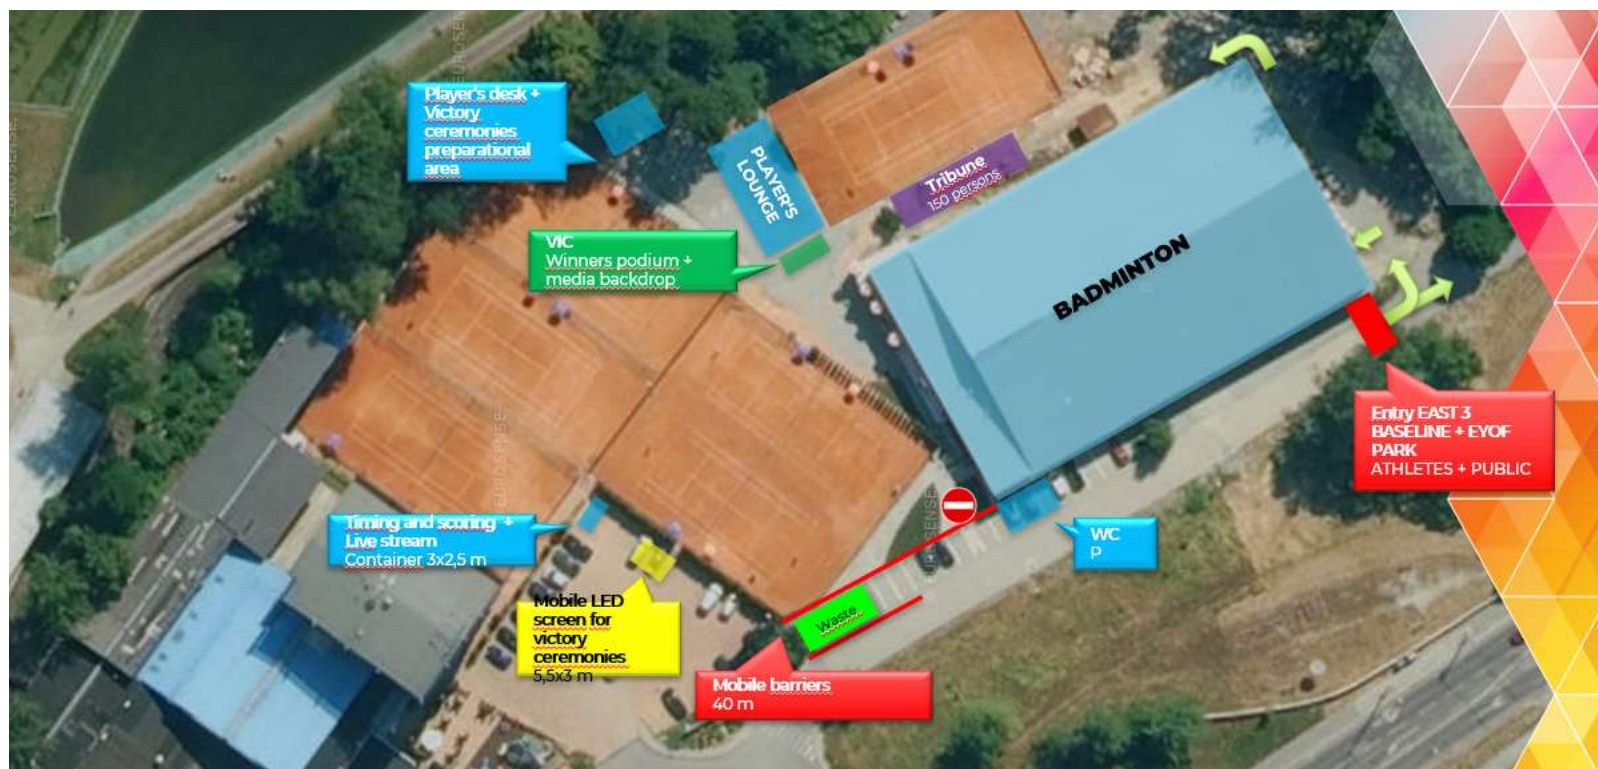 Player's desk +
Victory
ceremonies
preparational
area
PLAYER'S
LOUNGE
Tribune
150 persons
VIC
Winners podium +
media backdrop
BADMINTON
Entry EAST 3
BASELINE + EYOF
PARK
ATHLETES + PUBLIC
Timing and scoring +
Live stream
Container 3x2,5 m
WC
P
Mobile LED
screen for
victory
ceremonies
5,5x3 m
Waste
Mobile barriers
40 m
EUROSENSE